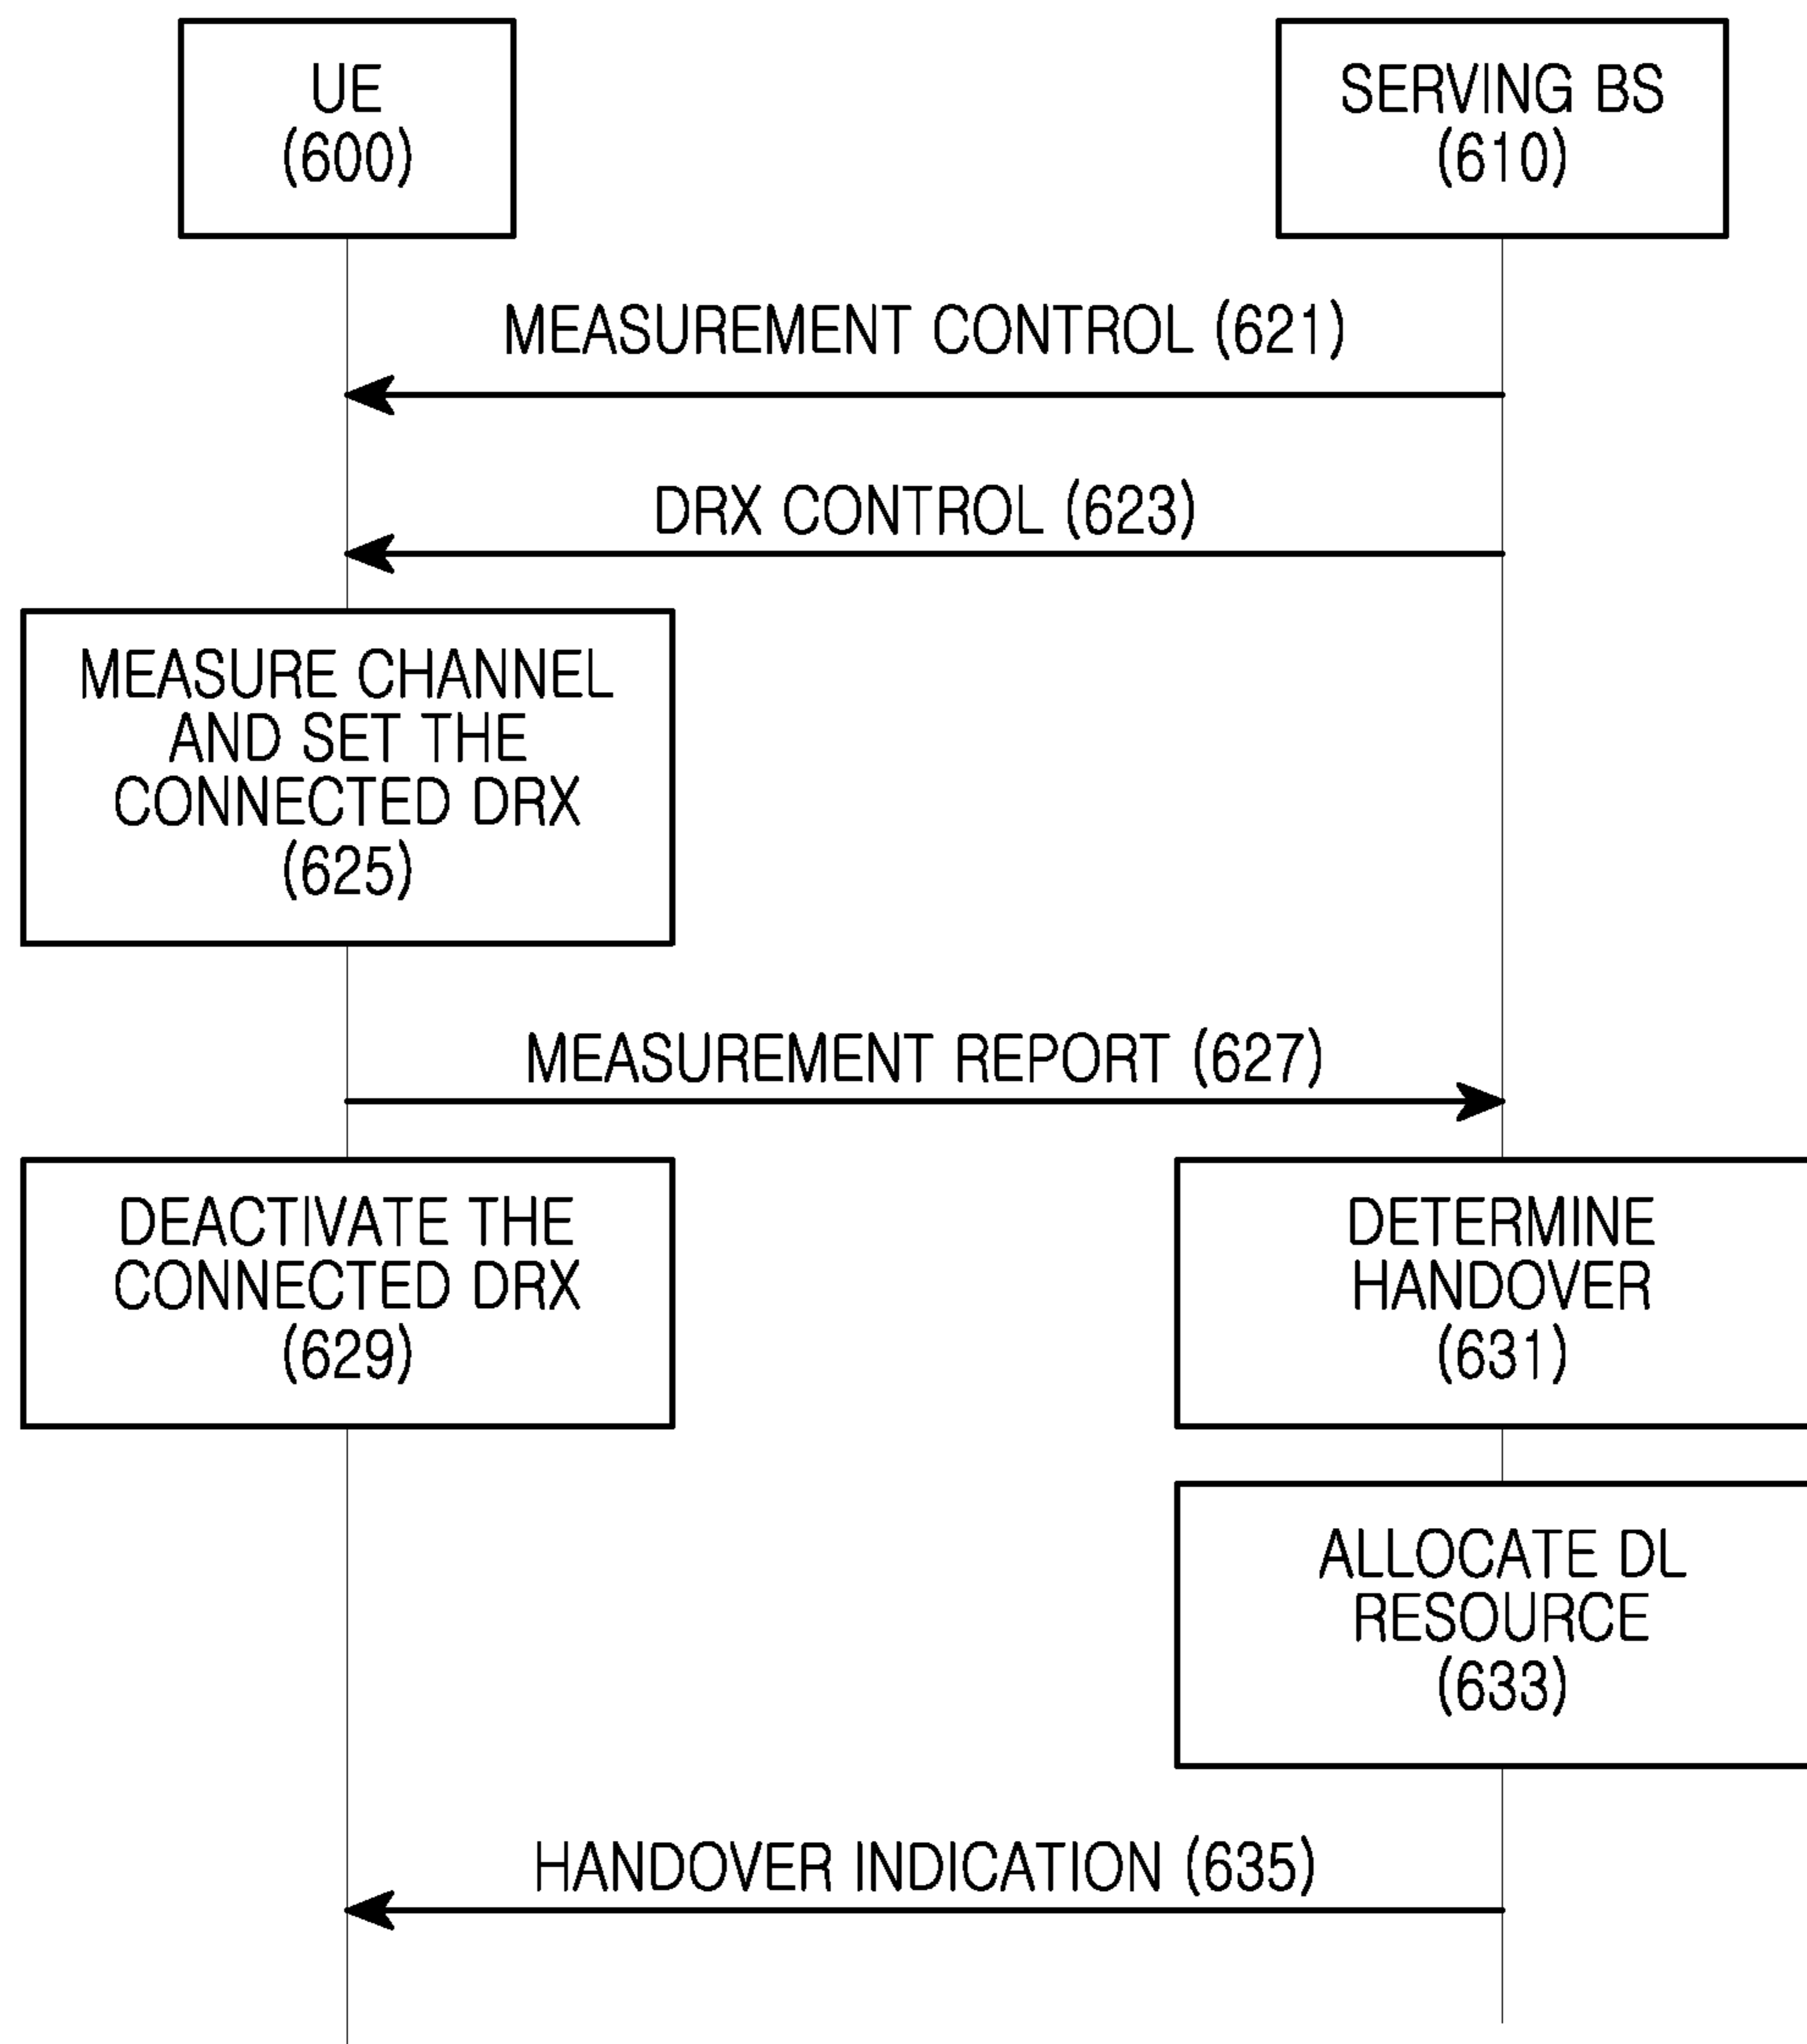 UE
(600)
SERVING BS
(610)
MEASUREMENT CONTROL (621)
DRX CONTROL (623)
MEASURE CHANNEL
AND SET THE
CONNECTED DRX
(625)
MEASUREMENT REPORT (627)
DEACTIVATE THE
CONNECTED DRX
(629)
DETERMINE
HANDOVER
(631)
ALLOCATE DL
RESOURCE
(633)
HANDOVER INDICATION (635)